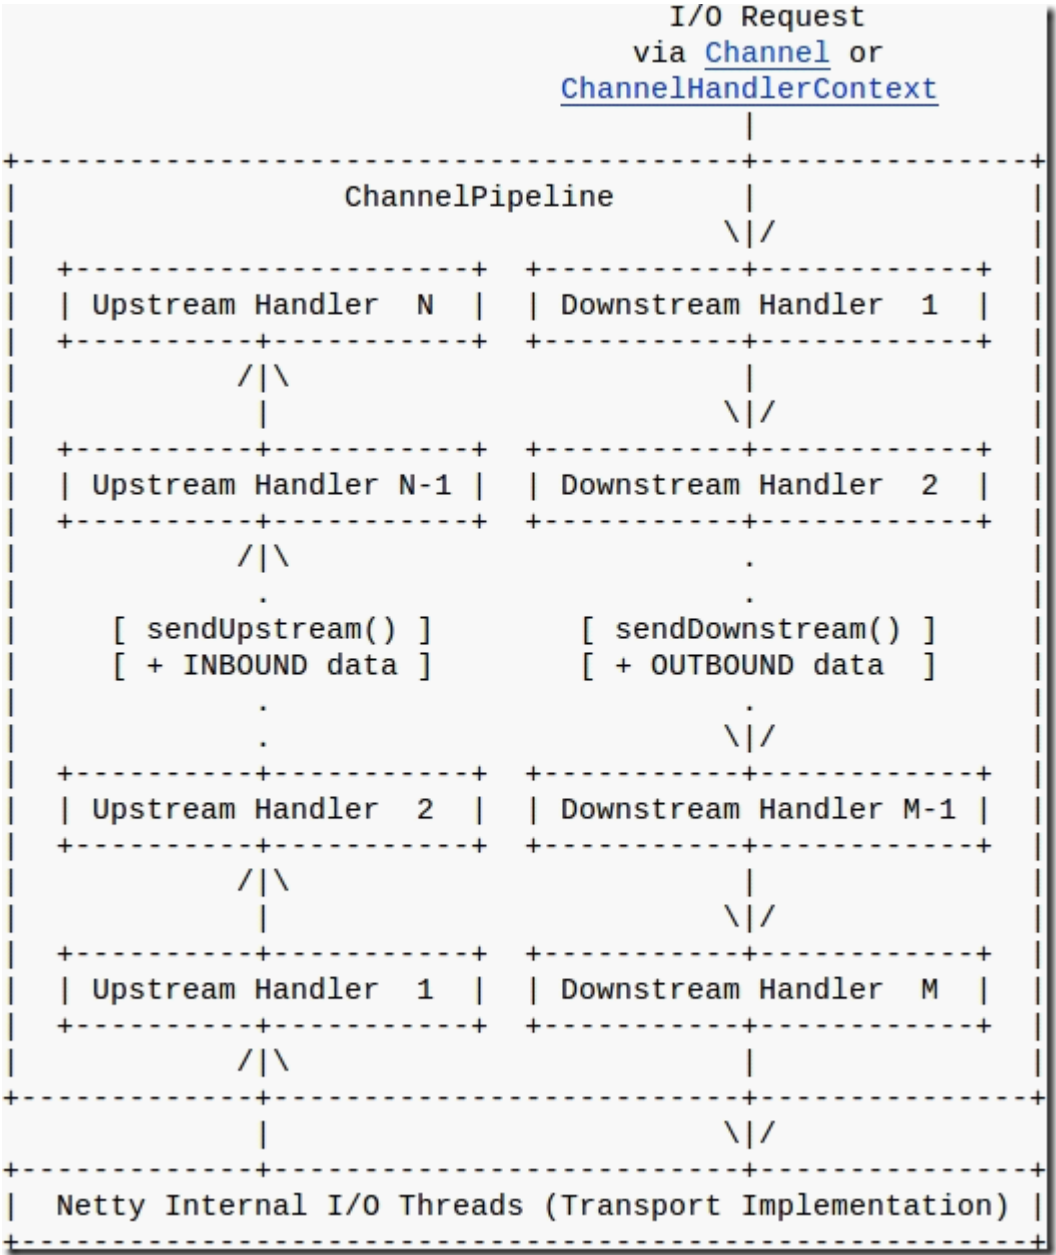 I/O Request
via Channel or
ChannelHandlerContext
|
+----------------------------------------+---------------+
|                  ChannelPipeline       |               |
|                                       \|/              |
|  +----------------------+  +-----------+------------+  |
|  | Upstream Handler  N  |  | Downstream Handler  1  |  |
|  +----------+-----------+  +-----------+------------+  |
|            /|\                         |               |
|             |                         \|/              |
|  +----------+-----------+  +-----------+------------+  |
|  | Upstream Handler N-1 |  | Downstream Handler  2  |  |
|  +----------+-----------+  +-----------+------------+  |
|            /|\                         .               |
|             .                          .               |
|     [ sendUpstream() ]        [ sendDownstream() ]     |
|     [ + INBOUND data ]        [ + OUTBOUND data  ]     |
|             .                          .               |
|             .                         \|/              |
|  +----------+-----------+  +-----------+------------+  |
|  | Upstream Handler  2  |  | Downstream Handler M-1 |  |
|  +----------+-----------+  +-----------+------------+  |
|            /|\                         |               |
|             |                         \|/              |
|  +----------+-----------+  +-----------+------------+  |
|  | Upstream Handler  1  |  | Downstream Handler  M  |  |
|  +----------+-----------+  +-----------+------------+  |
|            /|\                         |               |
+-------------+--------------------------+---------------+
              |                         \|/
+-------------+--------------------------+---------------+
|  Netty Internal I/O Threads (Transport Implementation) |
+--------------------------------------------------------+